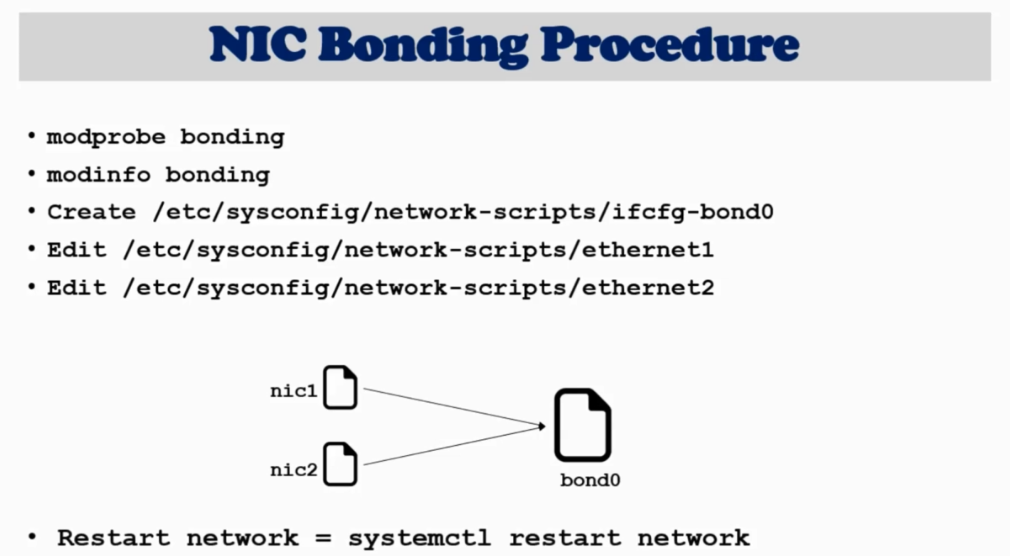 NIC Bonding Procedure
• modprobe bonding
• modinfo bonding
• Create /etc/sysconfig/network-scripts/ifcfg-bond0
• Edit /etc/sysconfig/network-scripts/ethernet1
• Edit /etc/sysconfig/network-scripts/ethernet2
nic1
nic2
bond0
• Restart network = systemctl restart network